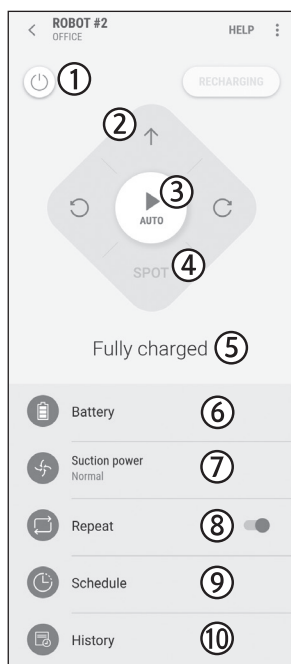 ROBOT #2
HELP
OFFICE
①
RECHARGING
②
③
AUTO
SPOT ④
Fully charged ⑤
Battery ⑥
Suction power ⑦
Normal
Repeat ⑧
Schedule ⑨
History ⑩